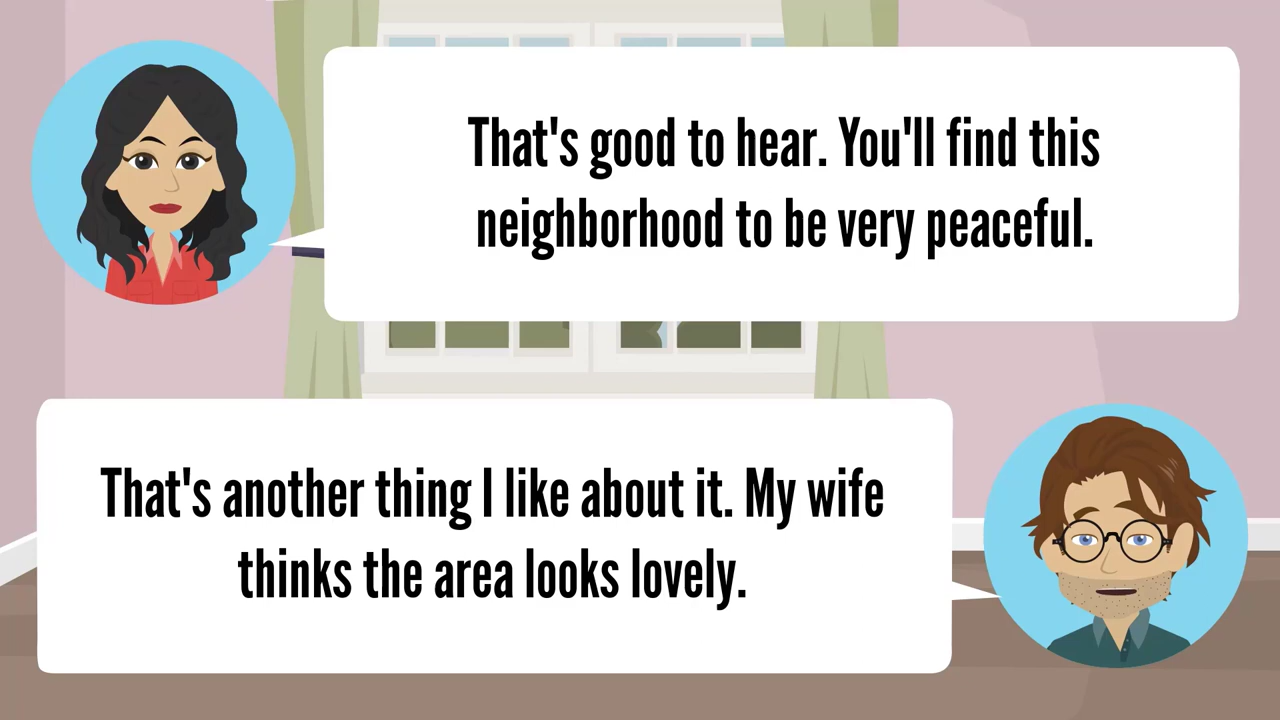 That's good to hear. You'll find this
neighborhood to be very peaceful.
That's another thing I like about it. My wife
thinks the area looks lovely.